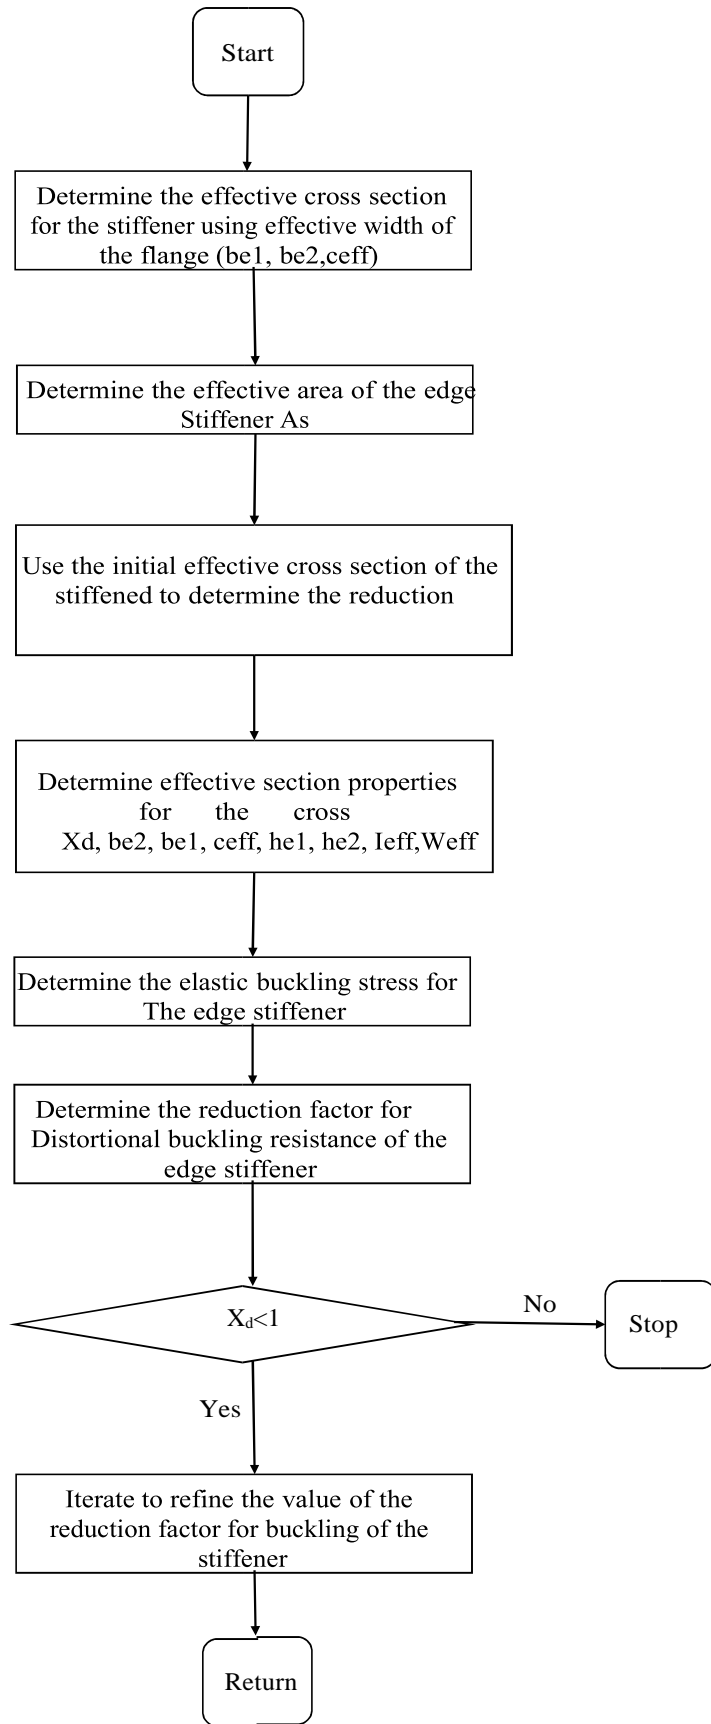 Start
Determine the effective cross section
for the stiffener using effective width of
the flange (be1, be2,ceff)
Determine the effective area of the edge
Stiffener As
Use the initial effective cross section of the
stiffened to determine the reduction
Determine effective section properties
for the cross
Xd, be2, be1, ceff, he1, he2, Ieff,Weff
Determine the elastic buckling stress for
The edge stiffener
Determine the reduction factor for
Distortional buckling resistance of the
edge stiffener
Xd<1
No
Stop
Yes
Iterate to refine the value of the
reduction factor for buckling of the
stiffener
Return